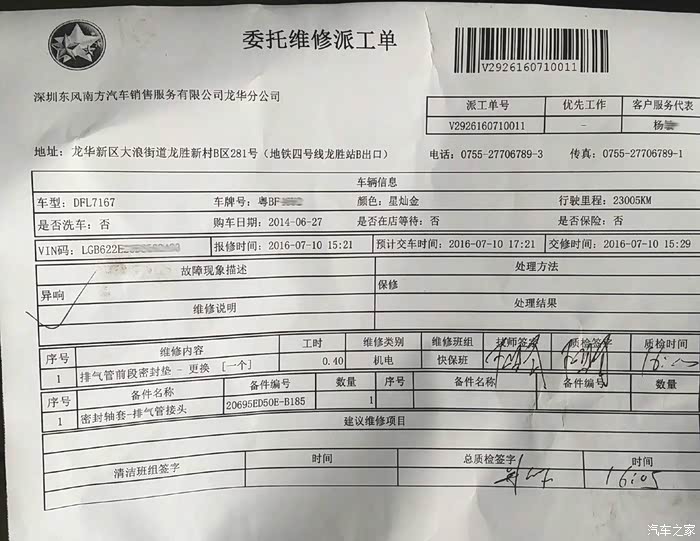 委托维修派工单
V2926160710011
深圳东风南方汽车销售服务有限公司龙华分公司
派工单号 优先工作 客户服务代表
V2926160710011 - 杨
地址: 龙华新区大浪街道龙胜新村B区281号(地铁四号线龙胜站B出口) 电话: 0755-27706789-3 传真: 0755-27706789-1
车辆信息
车型: DFL7167 车牌号: 粤BF 颜色: 星灿金 行驶里程: 23005KM
是否洗车: 否 购车日期: 2014-06-27 是否在店等待: 否 是否保险: 否
VIN码: LGB622E 报修时间: 2016-07-10 15:21 预计交车时间: 2016-07-10 17:21 交修时间: 2016-07-10 15:29
故障现象描述 处理方法
异响 保修
维修说明 处理结果
序号 维修内容 工时 维修类别 维修班组 技师签字 质检签字 质检时间
1 排气管前段密封垫 - 更换 [一个] 0.40 机电 快保班
序号 备件名称 备件编号 数量 序号 备件名称 备件编号 数量
1 密封轴套-排气管接头 20695ED50E-B185 1
建议维修项目
清洁班组签字 时间 总质检签字 时间
16:05
汽车之家